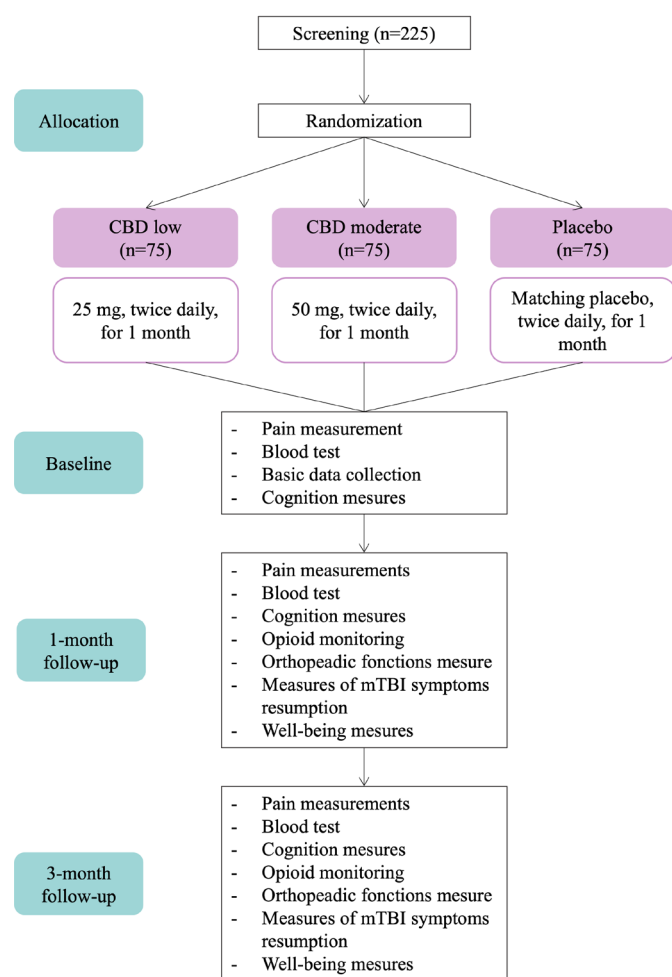 Screening (n=225)
Allocation
Randomization
CBD low
(n=75)
CBD moderate
(n=75)
Placebo
(n=75)
25 mg, twice daily,
for 1 month
50 mg, twice daily,
for 1 month
Matching placebo,
twice daily, for 1
month
Baseline
- Pain measurement
- Blood test
- Basic data collection
- Cognition mesures
1-month
follow-up
- Pain measurements
- Blood test
- Cognition mesures
- Opioid monitoring
- Orthopeadic fonctions mesure
- Measures of mTBI symptoms
resumption
- Well-being mesures
3-month
follow-up
- Pain measurements
- Blood test
- Cognition mesures
- Opioid monitoring
- Orthopeadic fonctions mesure
- Measures of mTBI symptoms
resumption
- Well-being mesures